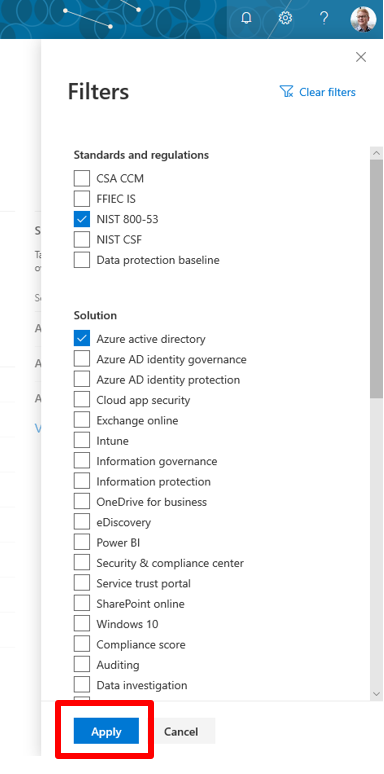 ?
Filters
Clear filters
Standards and regulations
CSA CCM
FFIEC IS
NIST 800-53
NIST CSF
Data protection baseline
Solution
Azure active directory
Azure AD identity governance
Azure AD identity protection
Cloud app security
Exchange online
Intune
Information governance
Information protection
OneDrive for business
eDiscovery
Power BI
Security & compliance center
Service trust portal
SharePoint online
Windows 10
Compliance score
Auditing
Data investigation
Apply
Cancel